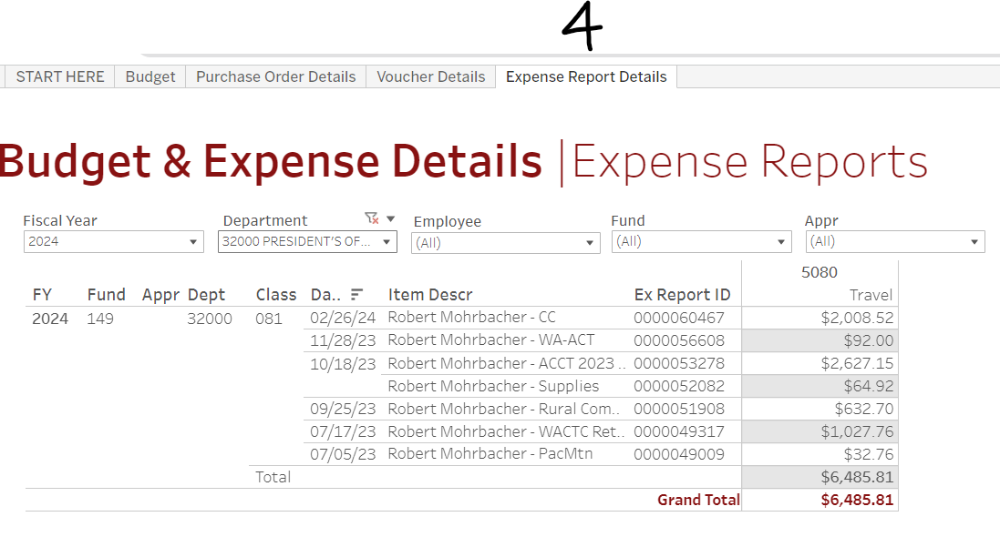 4
START HERE Budget Purchase Order Details Voucher Details Expense Report Details
Budget & Expense Details | Expense Reports
Fiscal Year Department Employee Fund Appr
2024 32000 PRESIDENT'S OF... (All) (All) (All)
5080
FY Fund Appr Dept Class Da.. Item Descr Ex Report ID Travel
2024 149 32000 081 02/26/24 Robert Mohrbacher - CC 0000060467 $2,008.52
11/28/23 Robert Mohrbacher - WA-ACT 0000056608 $92.00
10/18/23 Robert Mohrbacher - ACCT 2023 .. 0000053278 $2,627.15
Robert Mohrbacher - Supplies 0000052082 $64.92
09/25/23 Robert Mohrbacher - Rural Com.. 0000051908 $632.70
07/17/23 Robert Mohrbacher - WACTC Ret.. 0000049317 $1,027.76
07/05/23 Robert Mohrbacher - PacMtn 0000049009 $32.76
Total $6,485.81
Grand Total $6,485.81